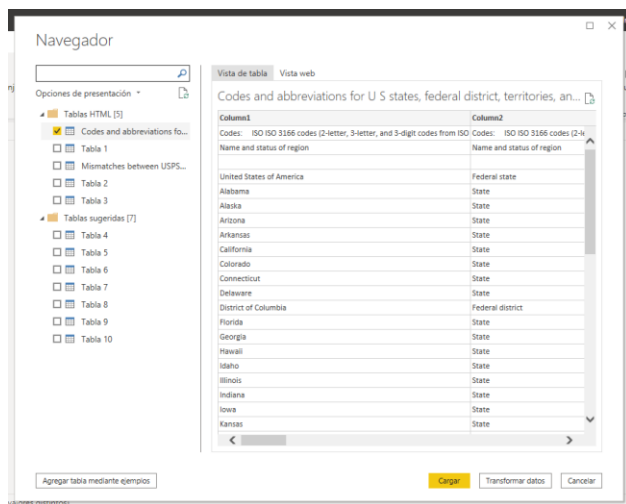 Navegador
Opciones de presentación
Tablas HTML [5]
Codes and abbreviations fo...
Tabla 1
Mismatches between USPS...
Tabla 2
Tabla 3
Tablas sugeridas [7]
Tabla 4
Tabla 5
Tabla 6
Tabla 7
Tabla 8
Tabla 9
Tabla 10
Vista de tabla Vista web
Codes and abbreviations for U S states, federal district, territories, an...
Column1 Column2
Codes: ISO ISO 3166 codes (2-letter, 3-letter, and 3-digit codes from ISO Codes: ISO ISO 3166 codes (2-le
Name and status of region Name and status of region
United States of America Federal state
Alabama State
Alaska State
Arizona State
Arkansas State
California State
Colorado State
Connecticut State
Delaware State
District of Columbia Federal district
Florida State
Georgia State
Hawaii State
Idaho State
Illinois State
Indiana State
Iowa State
Kansas State
Agregar tabla mediante ejemplos Cargar Transformar datos Cancelar